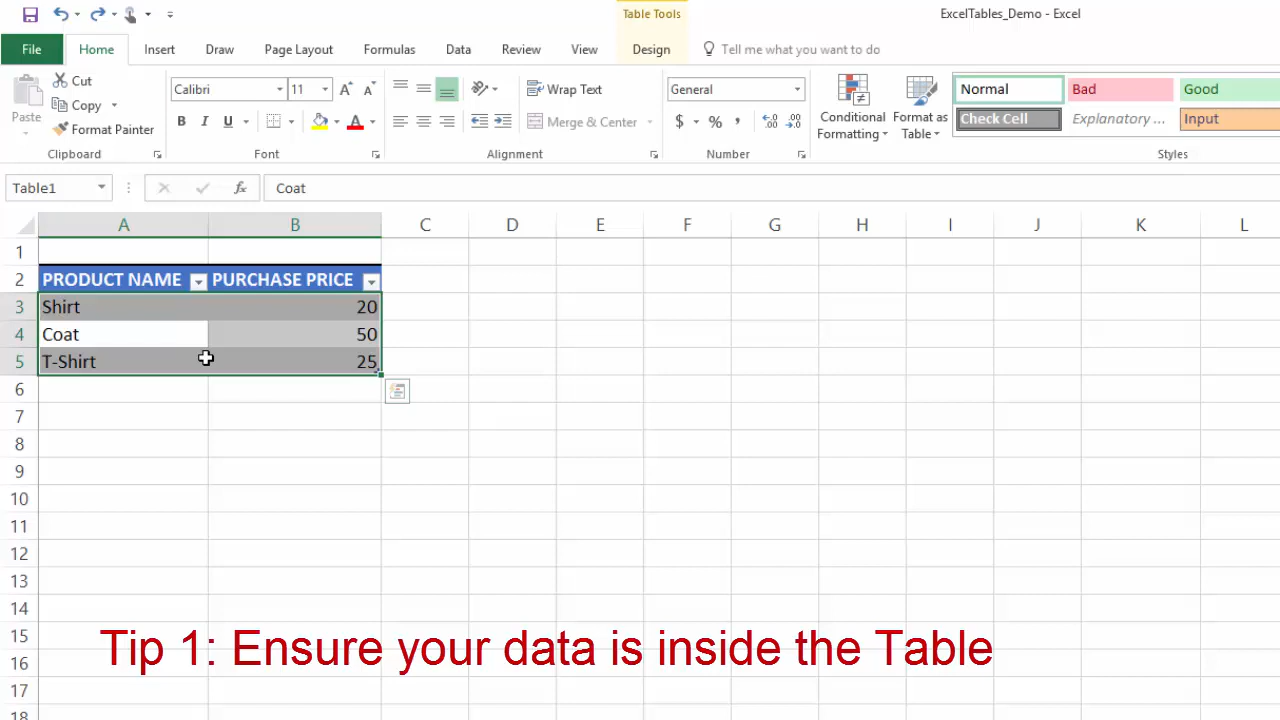 Table Tools
ExcelTables_Demo - Excel
File Home Insert Draw Page Layout Formulas Data Review View Design Tell me what you want to do
Paste
Cut
Copy
Format Painter
Clipboard
Calibri 11
B I U A
Font
Wrap Text
Merge & Center
Alignment
General
$ % ,
Number
Conditional Formatting
Format as Table
Normal Bad Good
Check Cell Explanatory ... Input
Styles
Table1 fx Coat
A B C D E F G H I J K L
1
2 PRODUCT NAME PURCHASE PRICE
3 Shirt 20
4 Coat 50
5 T-Shirt 25
6
7
8
9
10
11
12
13
14
15
16
17
18
Tip 1: Ensure your data is inside the Table